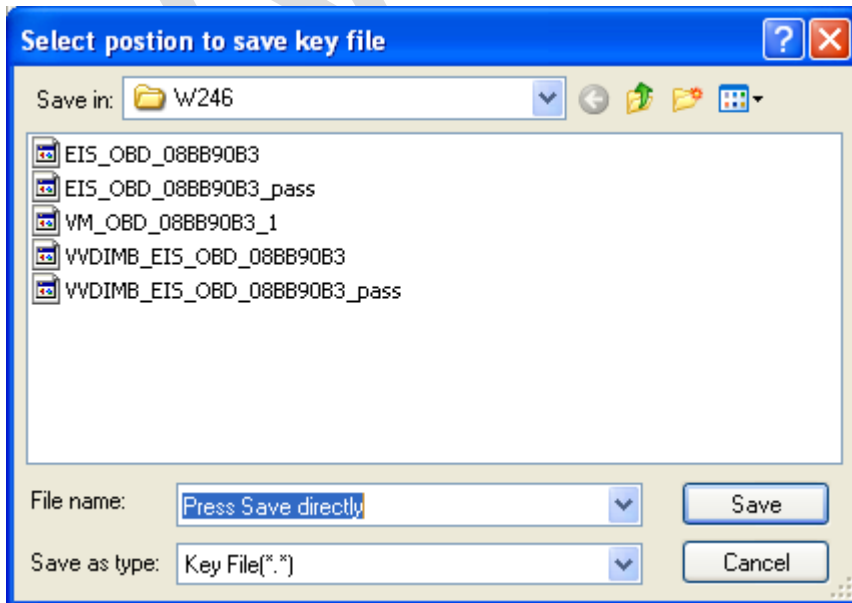 Select postion to save key file
Save in: W246
EIS_OBD_08BB90B3
EIS_OBD_08BB90B3_pass
VM_OBD_08BB90B3_1
VVDIMB_EIS_OBD_08BB90B3
VVDIMB_EIS_OBD_08BB90B3_pass
File name: Press Save directly Save
Save as type: Key File(*.*) Cancel